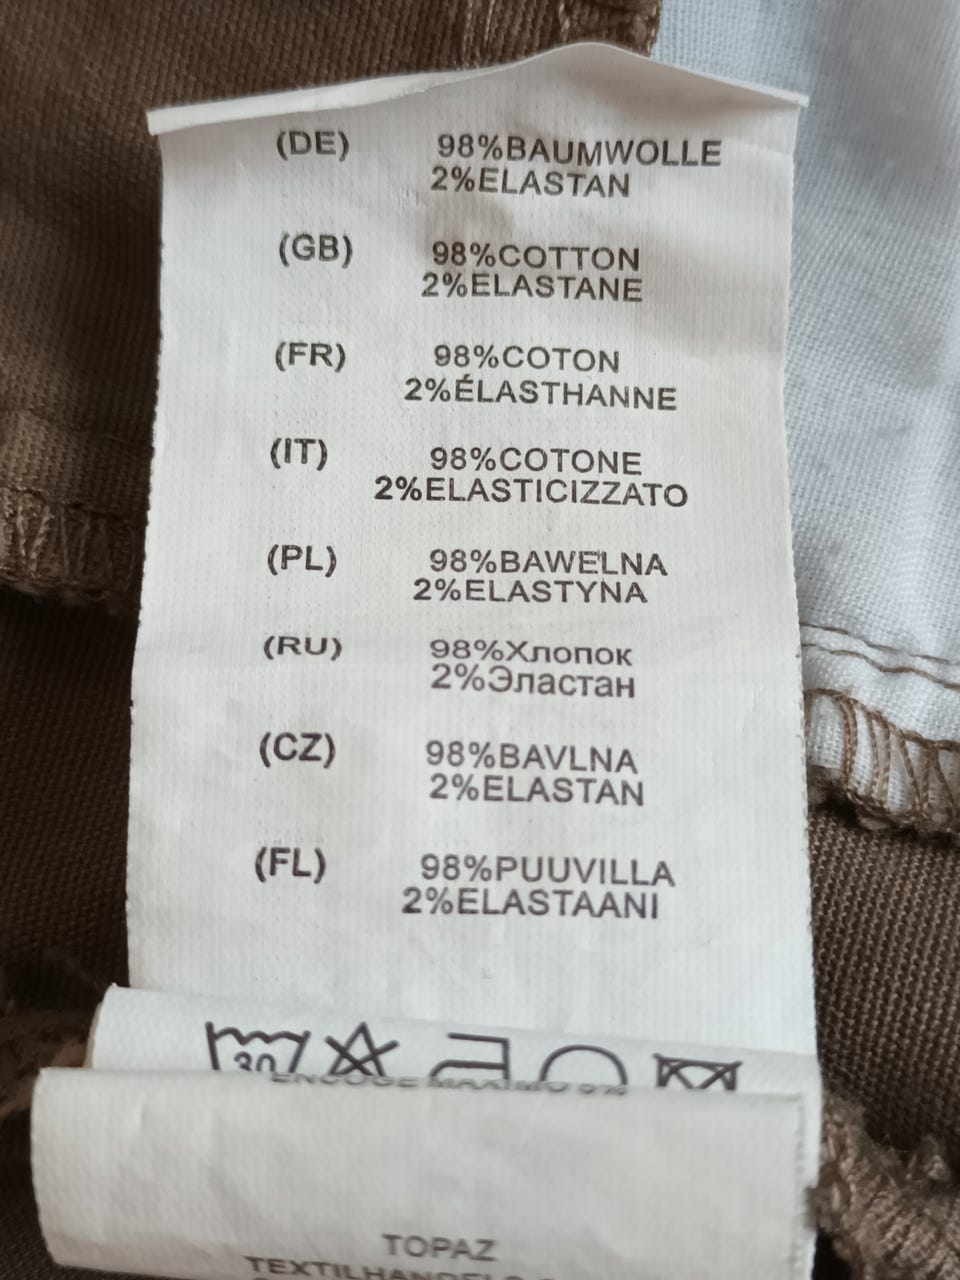 (DE) 98%BAUMWOLLE
2%ELASTAN
(GB) 98%COTTON
2%ELASTANE
(FR) 98%COTON
2%ÉLASTHANNE
(IT) 98%COTONE
2%ELASTICIZZATO
(PL) 98%BAWEŁNA
2%ELASTYNA
(RU) 98%Хлопок
2%Эластан
(CZ) 98%BAVLNA
2%ELASTAN
(FL) 98%PUUVILLA
2%ELASTAANI
30
ENCOGE
TOPAZ